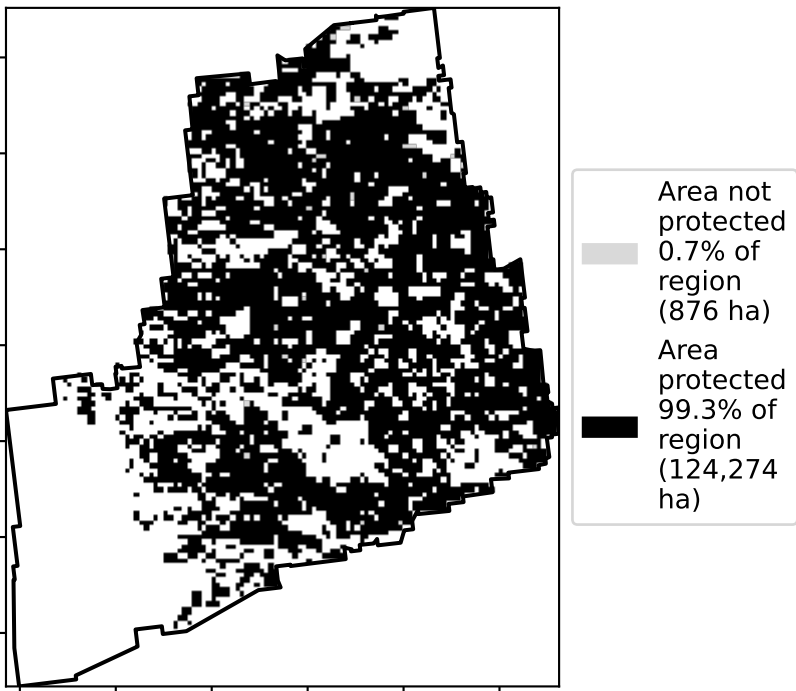 Area not
protected
0.7% of
region
(876 ha)
Area
protected
99.3% of
region
(124,274
ha)